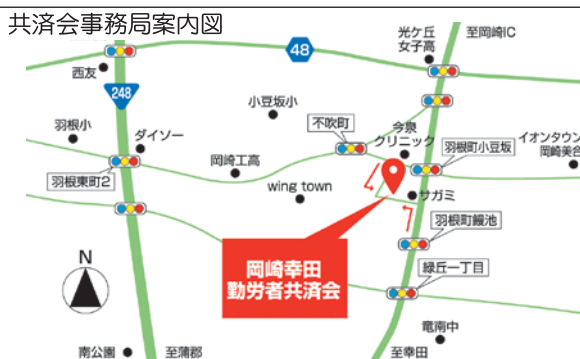 共済会事務局案内図
光ケ丘
女子高
至岡崎IC
48
西友
248
小豆坂小
不吹町
今泉
クリニック
羽根小
ダイソー
羽根町小豆坂
イオンタウン
岡崎美合
岡崎工高
羽根東町2
wing town
サガミ
羽根町鰻池
岡崎幸田
勤労者共済会
N
緑丘一丁目
竜南中
南公園
至蒲郡
至幸田